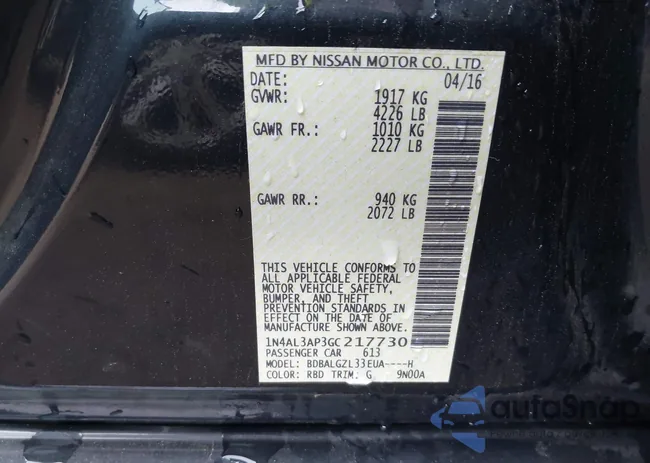 MFD BY NISSAN MOTOR CO., LTD.
DATE: 04/16
GVWR: 1917 KG
4226 LB
GAWR FR.: 1010 KG
2227 LB
GAWR RR.: 940 KG
2072 LB
THIS VEHICLE CONFORMS TO
ALL APPLICABLE FEDERAL
MOTOR VEHICLE SAFETY,
BUMPER, AND THEFT
PREVENTION STANDARDS IN
EFFECT ON THE DATE OF
MANUFACTURE SHOWN ABOVE.
1N4AL3AP3GC217730
PASSENGER CAR 613
MODEL: BDBALGZL33EUA----H
COLOR: RBD TRIM: G 9N00A
autoSnap